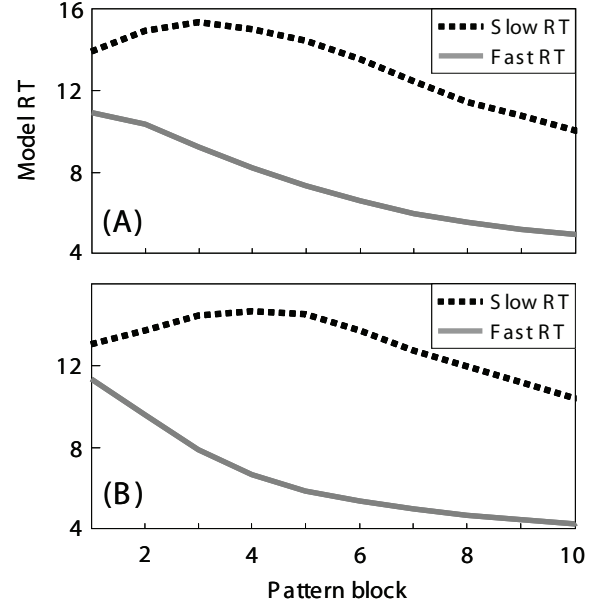 16
12
8
4
Model RT
Slow RT
Fast RT
(A)
12
8
4
Slow RT
Fast RT
(B)
2 4 6 8 10
Pattern block